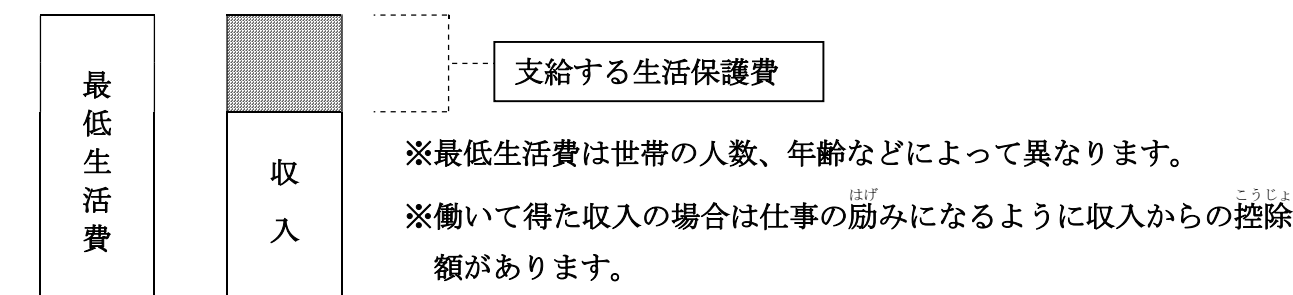 最低生活費
収入
支給する生活保護費
※最低生活費は世帯の人数、年齢などによって異なります。
はげ
こうじょ
※働いて得た収入の場合は仕事の励みになるように収入からの控除
額があります。